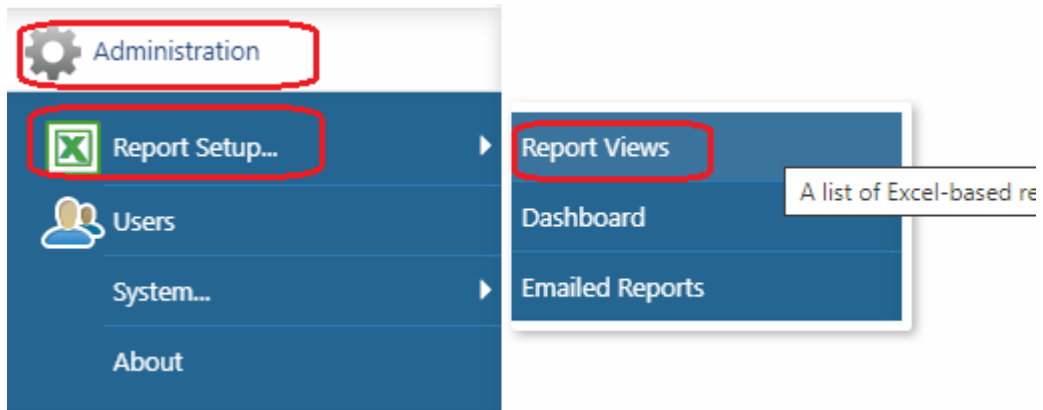 Administration
Report Setup...
Report Views
A list of Excel-based re
Users
Dashboard
System...
Emailed Reports
About